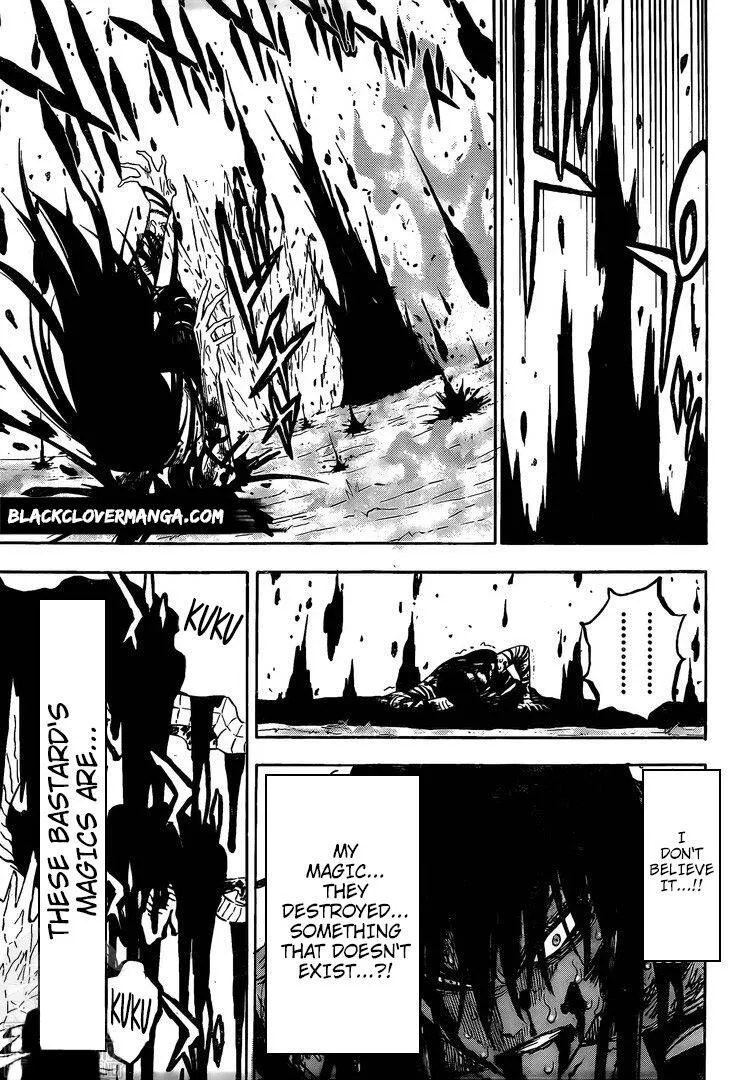 BLACKCLOVERMANGA.COM
I
DON'T
BELIEVE
IT...!!
MY
MAGIC...
THEY
DESTROYED...
SOMETHING
THAT DOESN'T
EXIST...?!
KUKU
THESE BASTARD'S
MAGICS ARE...
KUKU